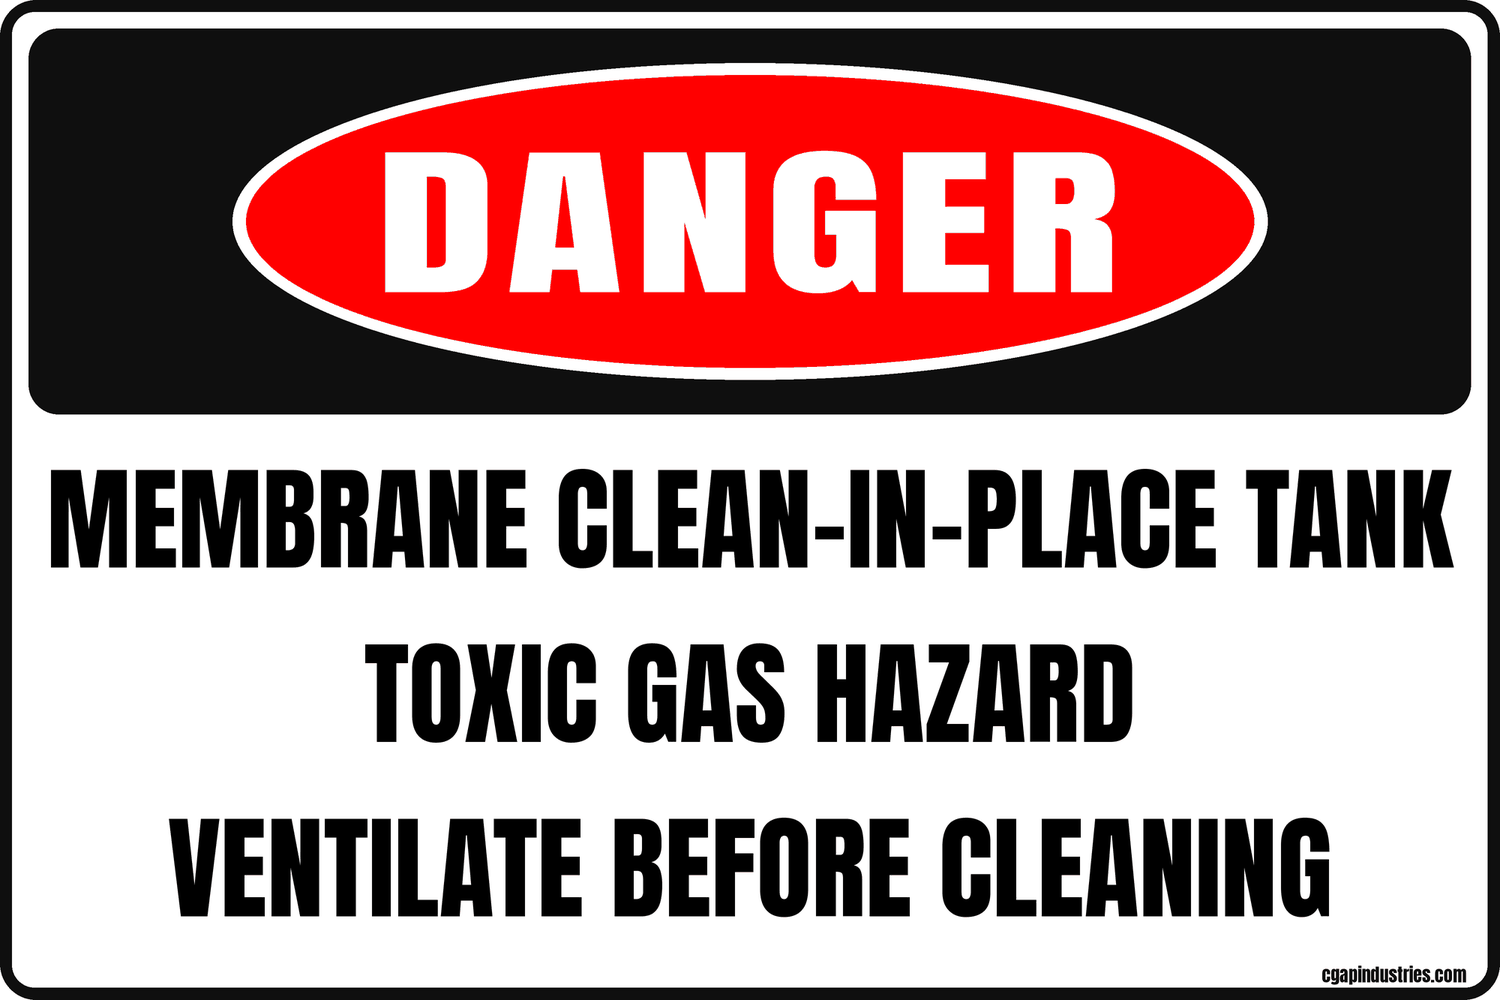 DANGER
MEMBRANE CLEAN-IN-PLACE TANK
TOXIC GAS HAZARD
VENTILATE BEFORE CLEANING
cgapindustries.com